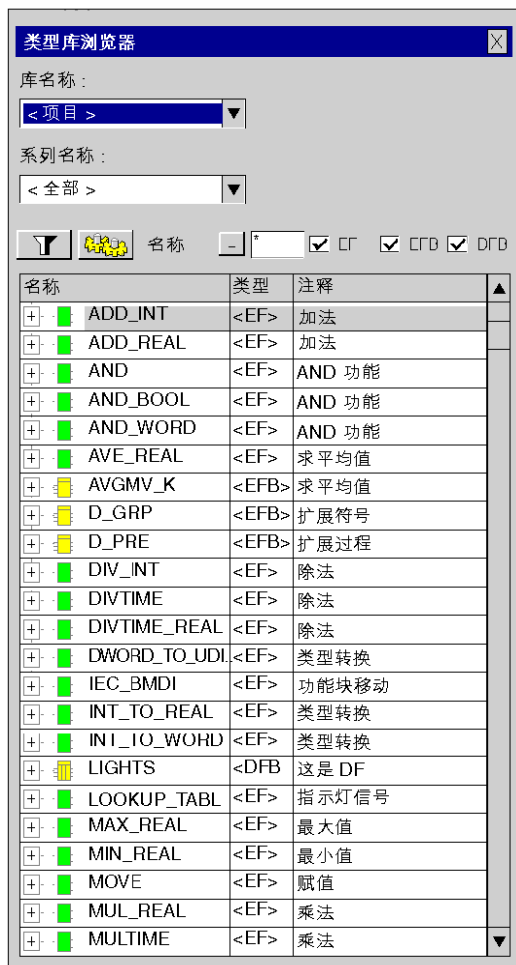 类型库浏览器
库名称 :
<项目 >
系列名称 :
< 全部 >
名称 - * EF EFB DFB
名称 类型 注释
ADD_INT <EF> 加法
ADD_REAL <EF> 加法
AND <EF> AND 功能
AND_BOOL <EF> AND 功能
AND_WORD <EF> AND 功能
AVE_REAL <EF> 求平均值
AVGMV_K <EFB> 求平均值
D_GRP <EFB> 扩展符号
D_PRE <EFB> 扩展过程
DIV_INT <EF> 除法
DIVTIME <EF> 除法
DIVTIME_REAL <EF> 除法
DWORD_TO_UDI.. <EF> 类型转换
IEC_BMDI <EF> 功能块移动
INT_TO_REAL <EF> 类型转换
INT_TO_WORD <EF> 类型转换
LIGHTS <DFB 这是 DF
LOOKUP_TABL <EF> 指示灯信号
MAX_REAL <EF> 最大值
MIN_REAL <EF> 最小值
MOVE <EF> 赋值
MUL_REAL <EF> 乘法
MULTIME <EF> 乘法